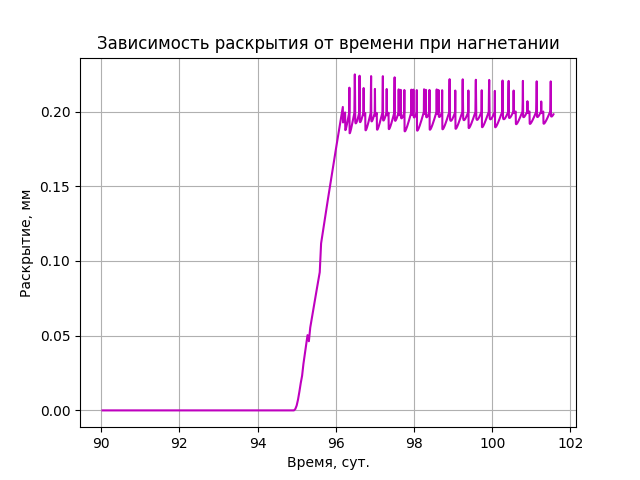 Зависимость раскрытия от времени при нагнетании
Раскрытие, мм
0.20
0.15
0.10
0.05
0.00
90 92 94 96 98 100 102
Время, сут.